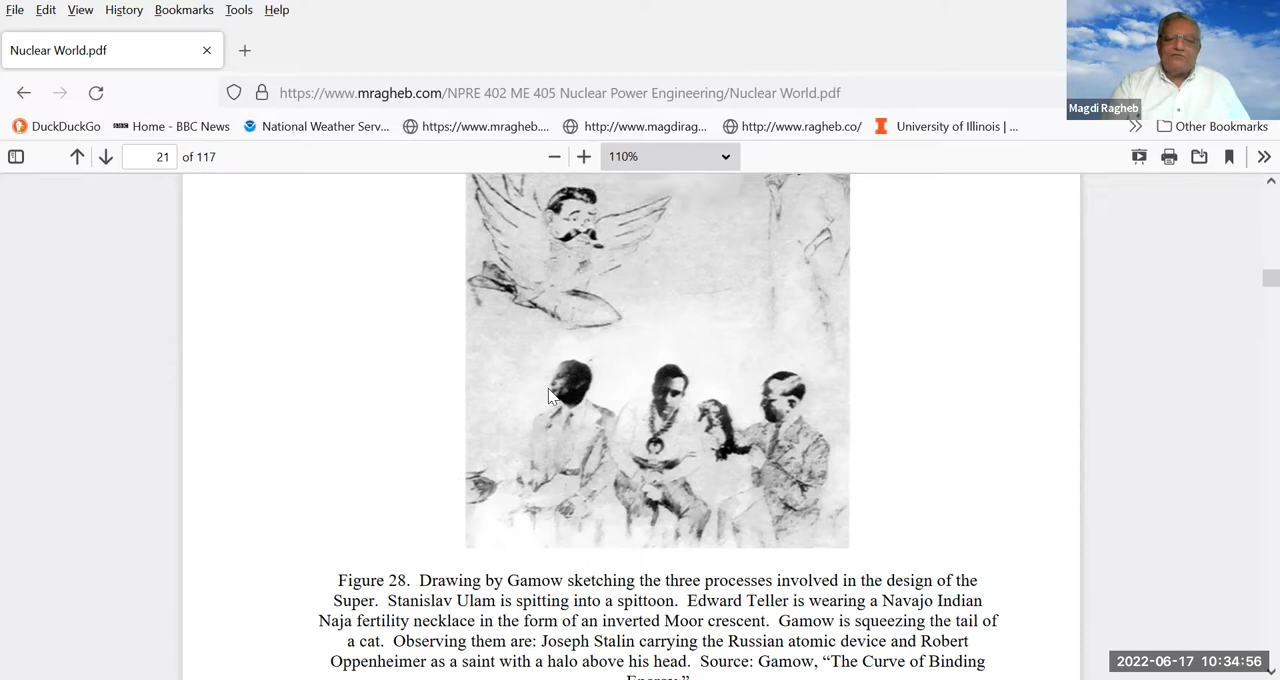 File Edit View History Bookmarks Tools Help
Nuclear World.pdf
https://www.mragheb.com/NPRE 402 ME 405 Nuclear Power Engineering/Nuclear World.pdf
Magdi Ragheb
DuckDuckGo BBC Home - BBC News National Weather Serv... https://www.mragheb.... http://www.magdirag... http://www.ragheb.co/ University of Illinois | ... Other Bookmarks
21 of 117 110%
Figure 28. Drawing by Gamow sketching the three processes involved in the design of the
Super. Stanislav Ulam is spitting into a spittoon. Edward Teller is wearing a Navajo Indian
Naja fertility necklace in the form of an inverted Moor crescent. Gamow is squeezing the tail of
a cat. Observing them are: Joseph Stalin carrying the Russian atomic device and Robert
Oppenheimer as a saint with a halo above his head. Source: Gamow, “The Curve of Binding
Energy.”
2022-06-17 10:34:56